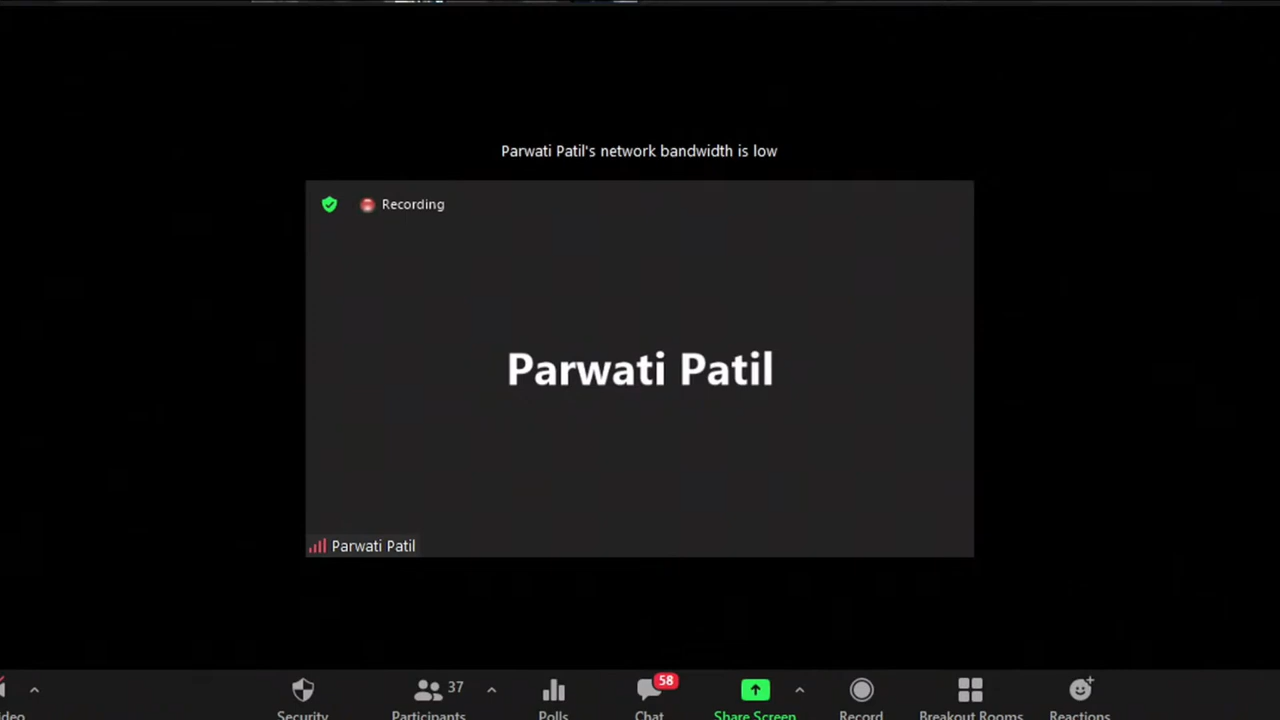 Parwati Patil's network bandwidth is low
Recording
Parwati Patil
Parwati Patil
37
58
Security
Participants
Polls
Chat
Share Screen
Record
Breakout Rooms
Reactions